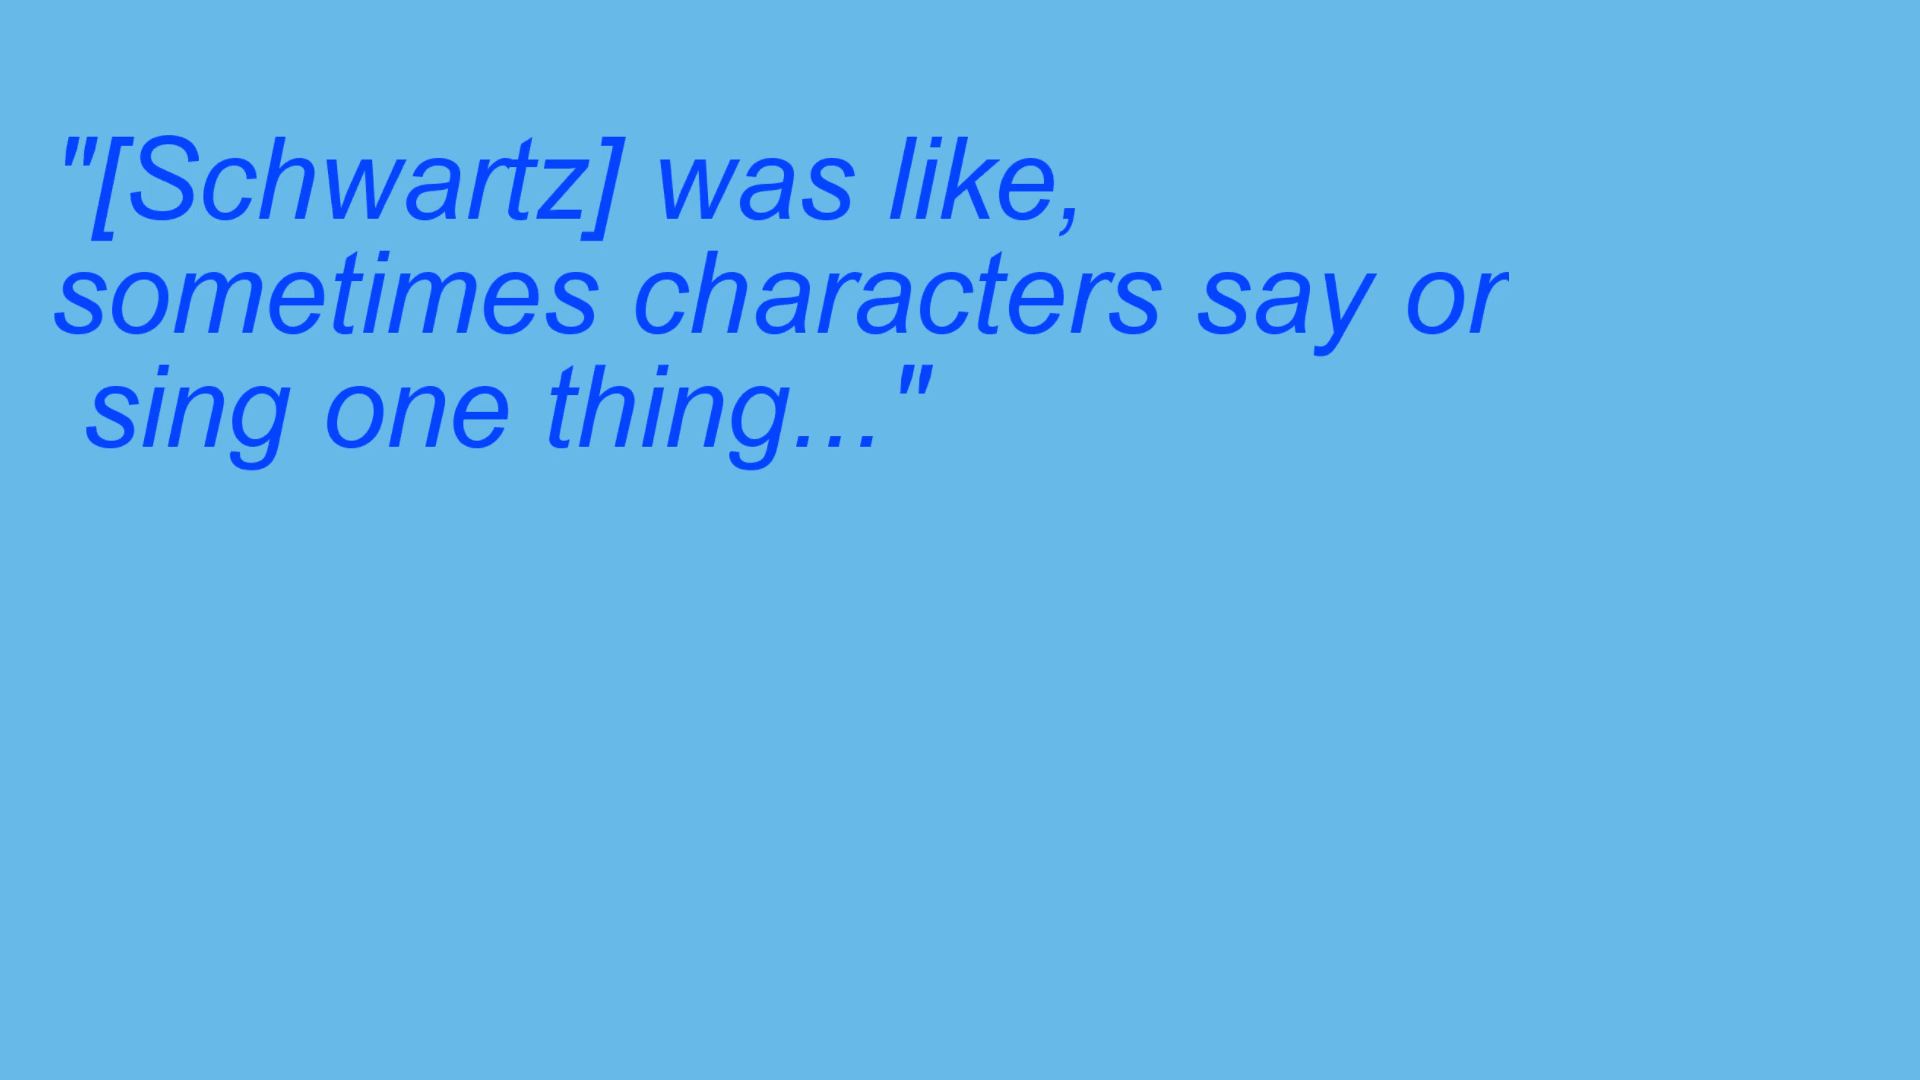 "[Schwartz] was like,
sometimes characters say or
sing one thing..."